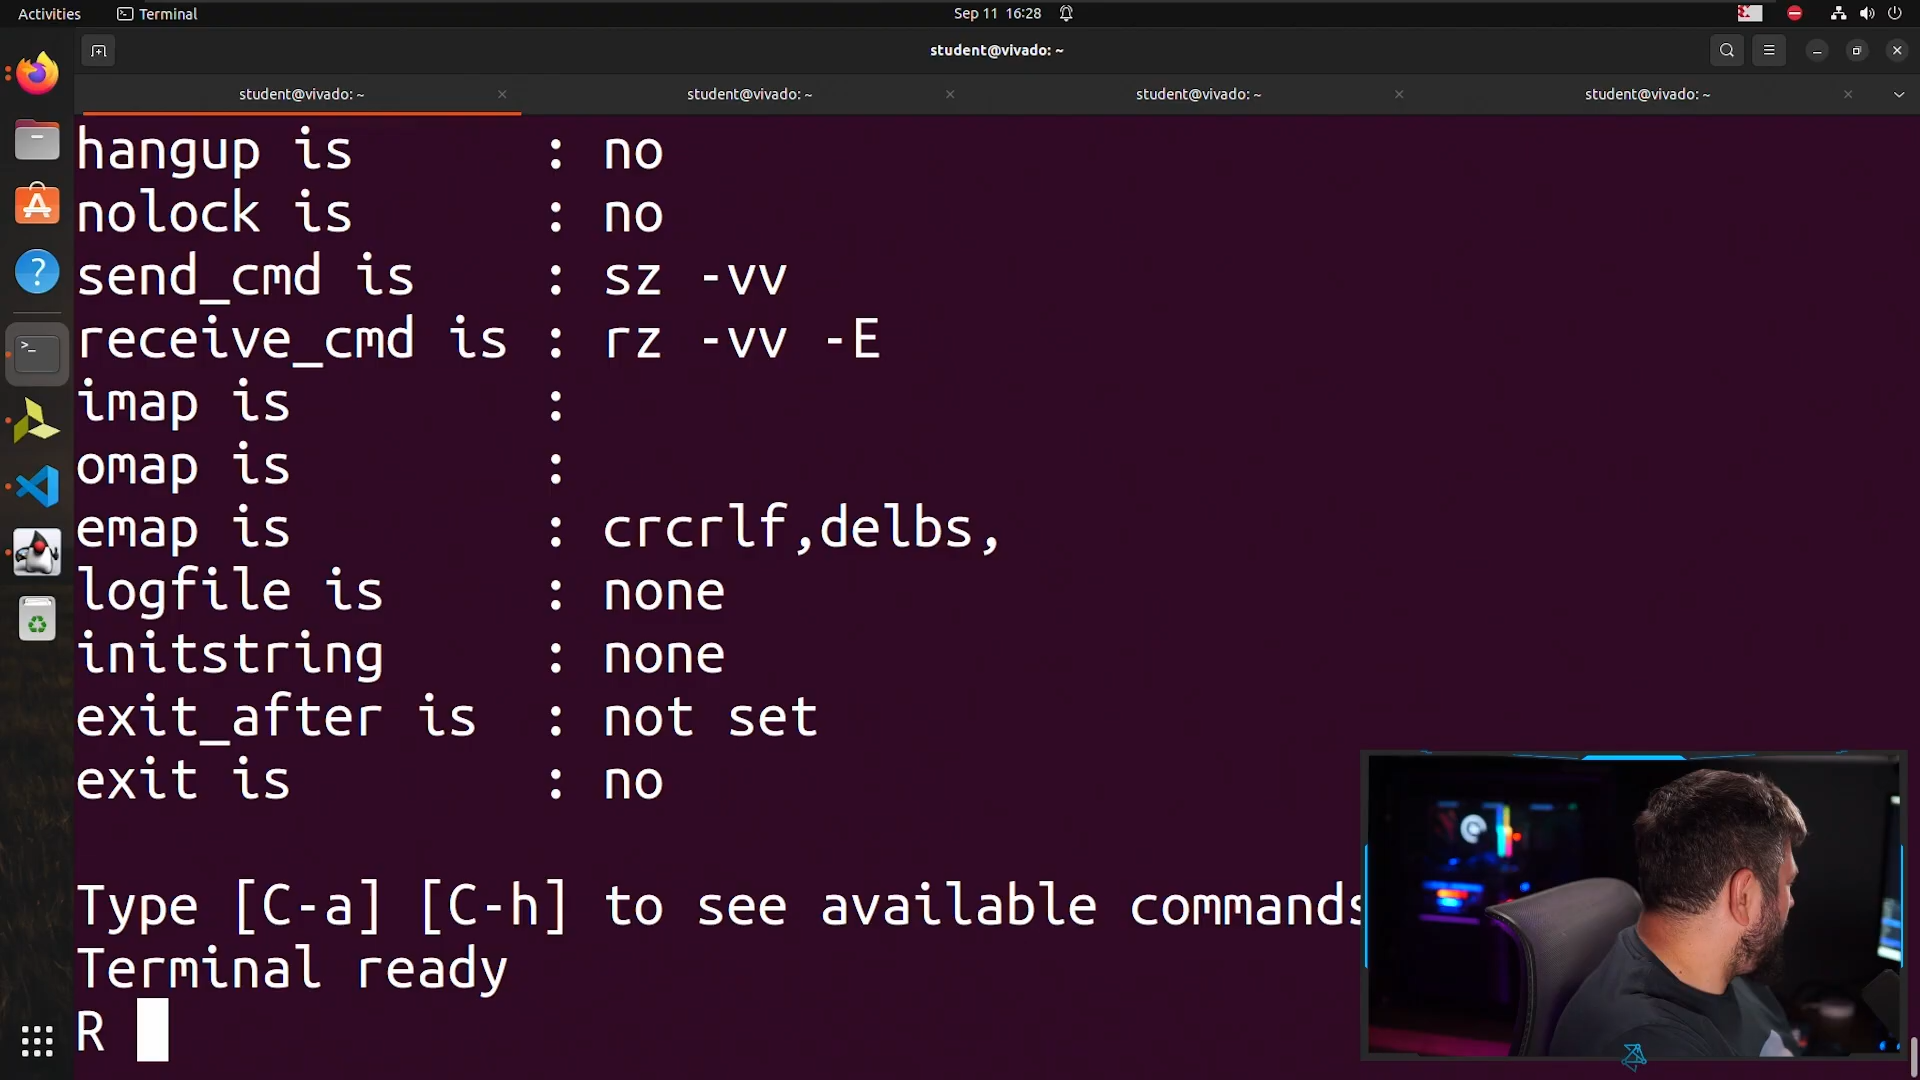 Activities
Terminal
Sep 11 16:28
student@vivado: ~
student@vivado: ~
student@vivado: ~
student@vivado: ~
student@vivado: ~
hangup is : no
nolock is : no
send_cmd is : sz -vv
receive_cmd is : rz -vv -E
imap is :
omap is :
emap is : crcrlf,delbs,
logfile is : none
initstring : none
exit_after is : not set
exit is : no
Type [C-a] [C-h] to see available commands
Terminal ready
R